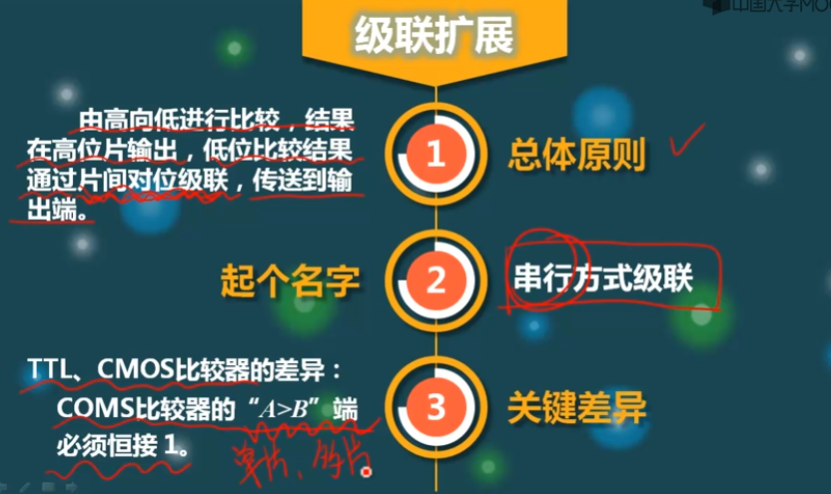 中国大学MOO
级联扩展
由高向低进行比较，结果
在高位片输出，低位比较结果
通过片间对位级联，传送到输
出端。
1
总体原则
起个名字
2
串行方式级联
TTL、CMOS比较器的差异：
COMS比较器的“A>B”端
必须恒接 1。
3
关键差异
单片、多片